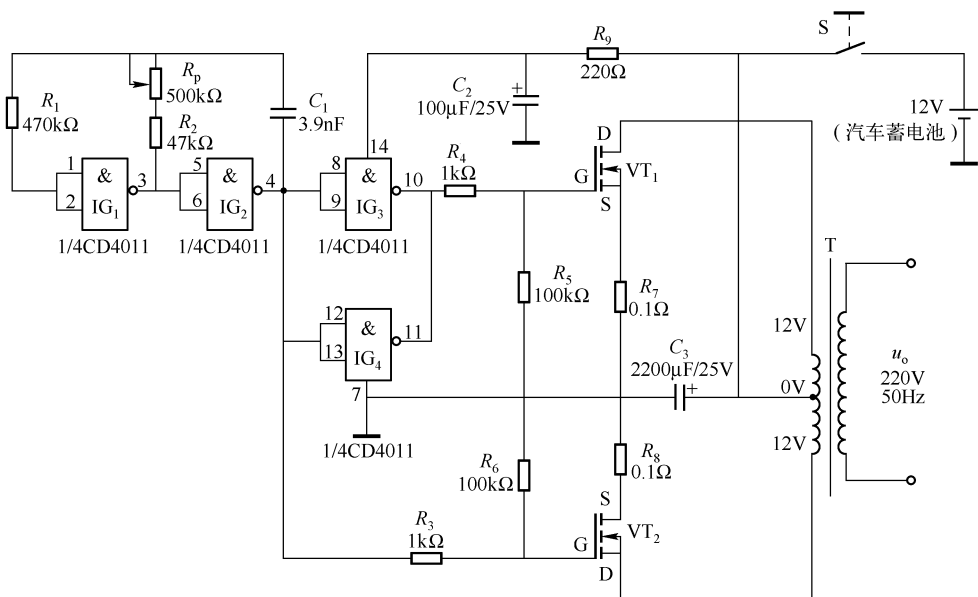 S
R9
220Ω
12V
(汽车蓄电池)
R1
470kΩ
Rp
500kΩ
R2
47kΩ
C1
3.9nF
C2
+
100μF/25V
1
2
&
IG1
3
1/4CD4011
5
6
&
IG2
4
1/4CD4011
14
8
9
&
IG3
10
1/4CD4011
R4
1kΩ
D
G
VT1
S
R5
100kΩ
R7
0.1Ω
12
13
&
IG4
11
7
1/4CD4011
C3
2200μF/25V
+
T
12V
0V
12V
uo
220V
50Hz
R6
100kΩ
R8
0.1Ω
R3
1kΩ
S
G
VT2
D